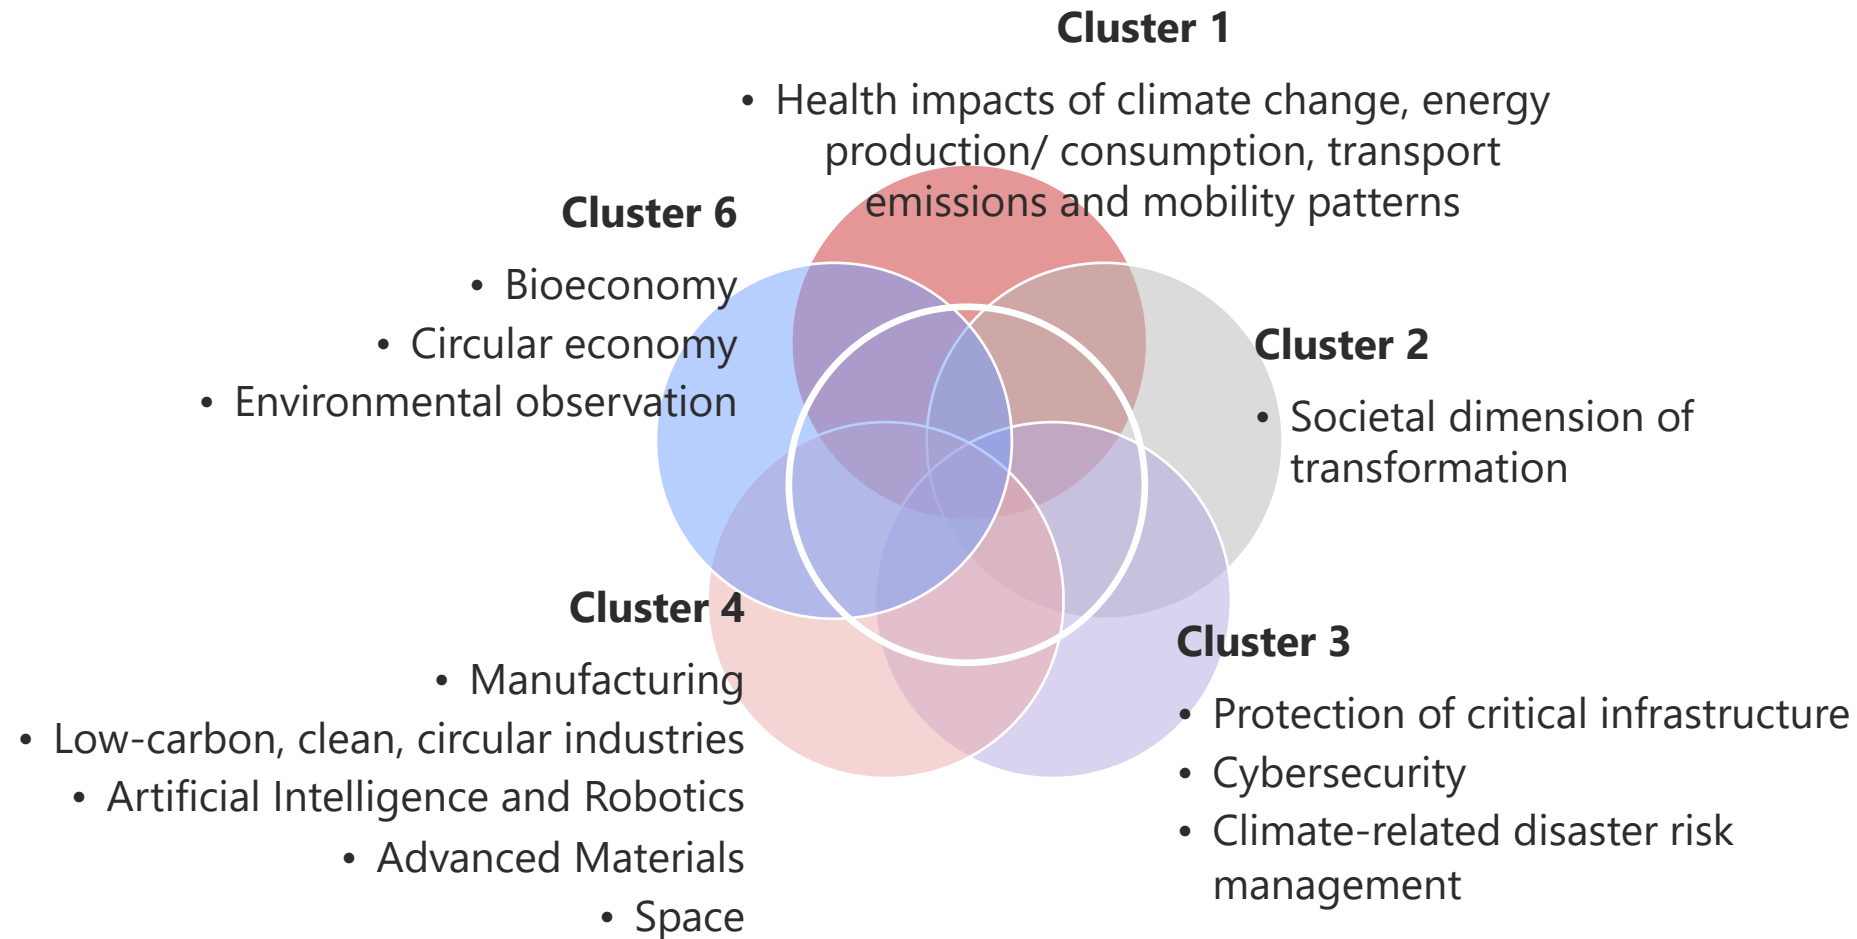 Cluster 1
• Health impacts of climate change, energy
production/ consumption, transport
emissions and mobility patterns
Cluster 6
• Bioeconomy
• Circular economy
• Environmental observation
Cluster 2
• Societal dimension of
transformation
Cluster 4
• Manufacturing
• Low-carbon, clean, circular industries
• Artificial Intelligence and Robotics
• Advanced Materials
• Space
Cluster 3
• Protection of critical infrastructure
• Cybersecurity
• Climate-related disaster risk
management